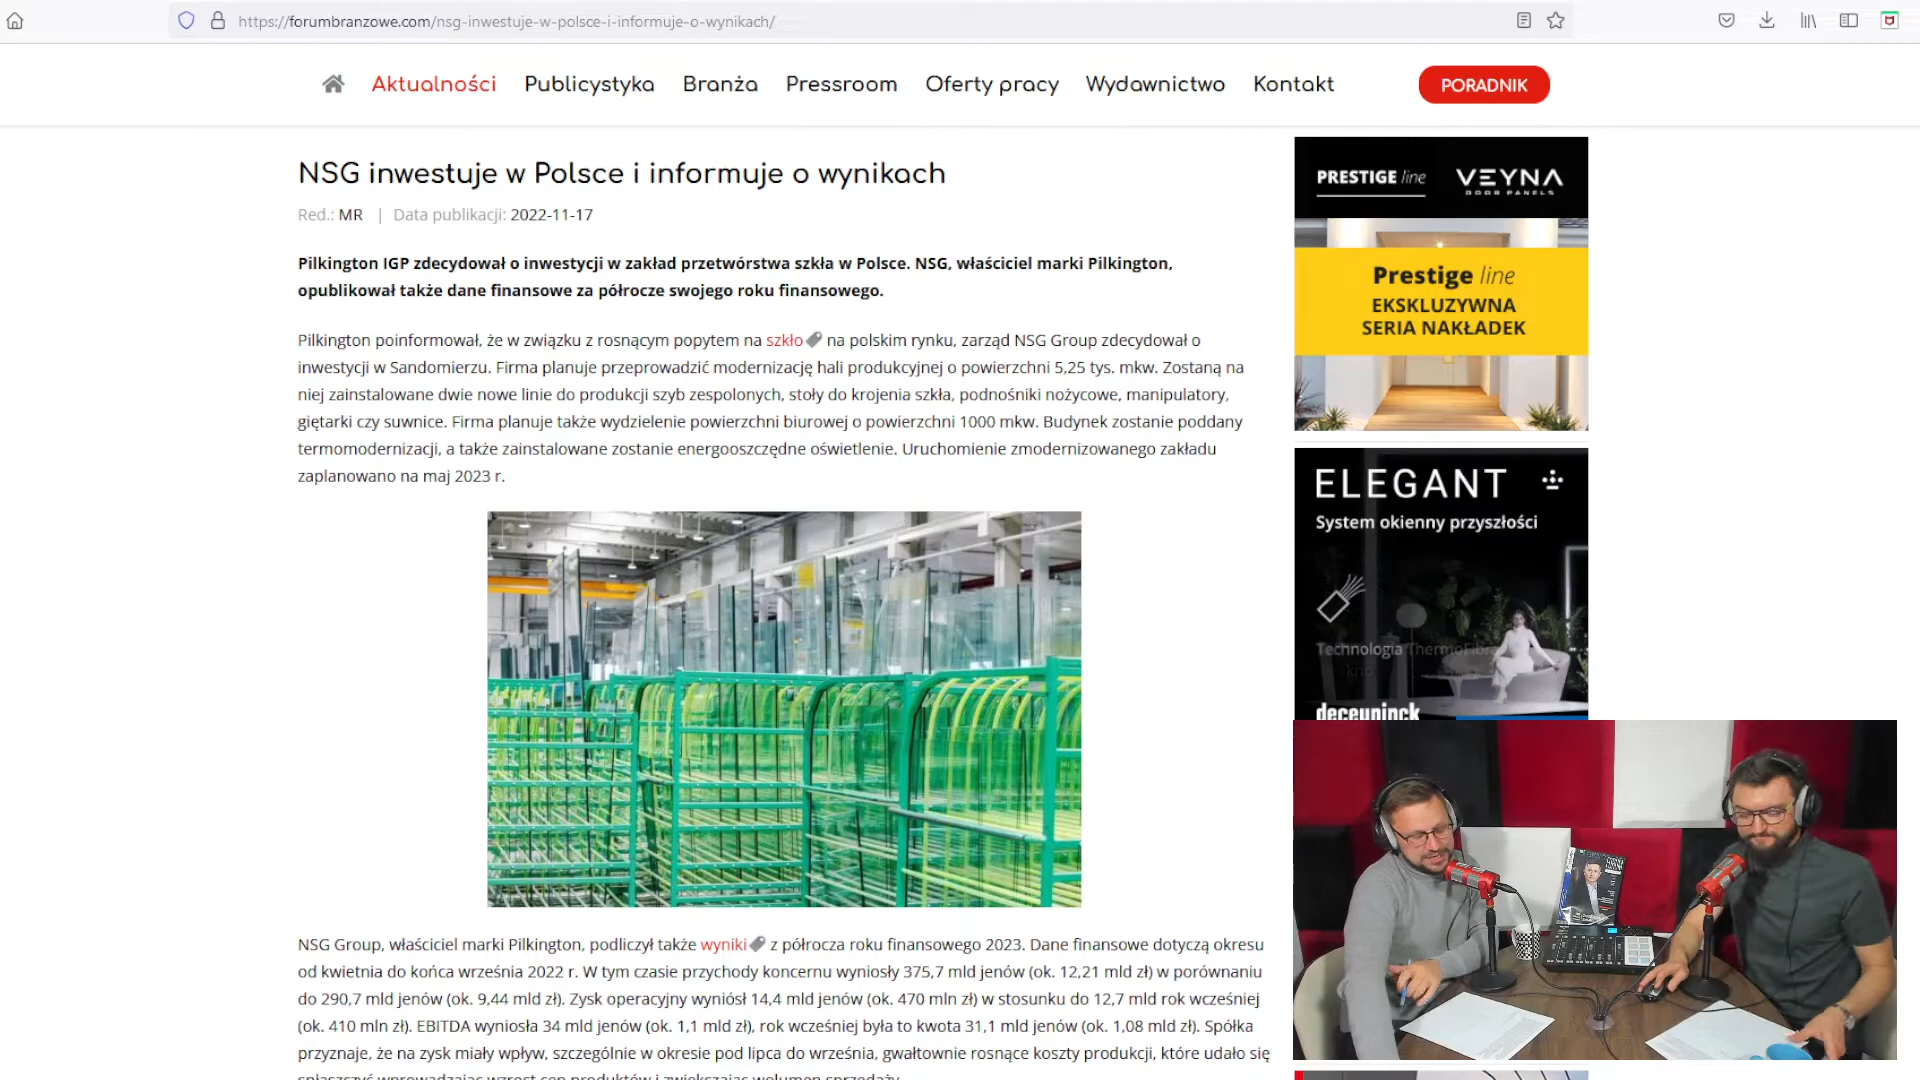 https://forumbranzowe.com/nsg-inwestuje-w-polsce-i-informuje-o-wynikach/
Aktualności Publicystyka Branża Pressroom Oferty pracy Wydawnictwo Kontakt PORADNIK
NSG inwestuje w Polsce i informuje o wynikach
Red.: MR | Data publikacji: 2022-11-17
Pilkington IGP zdecydował o inwestycji w zakład przetwórstwa szkła w Polsce. NSG, właściciel marki Pilkington,
opublikował także dane finansowe za półrocze swojego roku finansowego.
Pilkington poinformował, że w związku z rosnącym popytem na szkło na polskim rynku, zarząd NSG Group zdecydował o
inwestycji w Sandomierzu. Firma planuje przeprowadzić modernizację hali produkcyjnej o powierzchni 5,25 tys. mkw. Zostaną na
niej zainstalowane dwie nowe linie do produkcji szyb zespolonych, stoły do krojenia szkła, podnośniki nożycowe, manipulatory,
giętarki czy suwnice. Firma planuje także wydzielenie powierzchni biurowej o powierzchni 1000 mkw. Budynek zostanie poddany
termomodernizacji, a także zainstalowane zostanie energooszczędne oświetlenie. Uruchomienie zmodernizowanego zakładu
zaplanowano na maj 2023 r.
NSG Group, właściciel marki Pilkington, podliczył także wyniki z półrocza roku finansowego 2023. Dane finansowe dotyczą okresu
od kwietnia do końca września 2022 r. W tym czasie przychody koncernu wyniosły 375,7 mld jenów (ok. 12,21 mld zł) w porównaniu
do 290,7 mld jenów (ok. 9,44 mld zł). Zysk operacyjny wyniósł 14,4 mld jenów (ok. 470 mln zł) w stosunku do 12,7 mld rok wcześniej
(ok. 410 mln zł). EBITDA wyniosła 34 mld jenów (ok. 1,1 mld zł), rok wcześniej była to kwota 31,1 mld jenów (ok. 1,08 mld zł). Spółka
przyznaje, że na zysk miały wpływ, szczególnie w okresie pod lipca do września, gwałtownie rosnące koszty produkcji, które udało się
spłaszczyć wprowadzając wzrost cen produktów i zwiększając wolumen sprzedaży.
PRESTIGE line VEYNA
DOOR PANELS
Prestige line
EKSKLUZYWNA
SERIA NAKŁADEK
ELEGANT
System okienny przyszłości
Technologia ThermoFibra
deceuninck